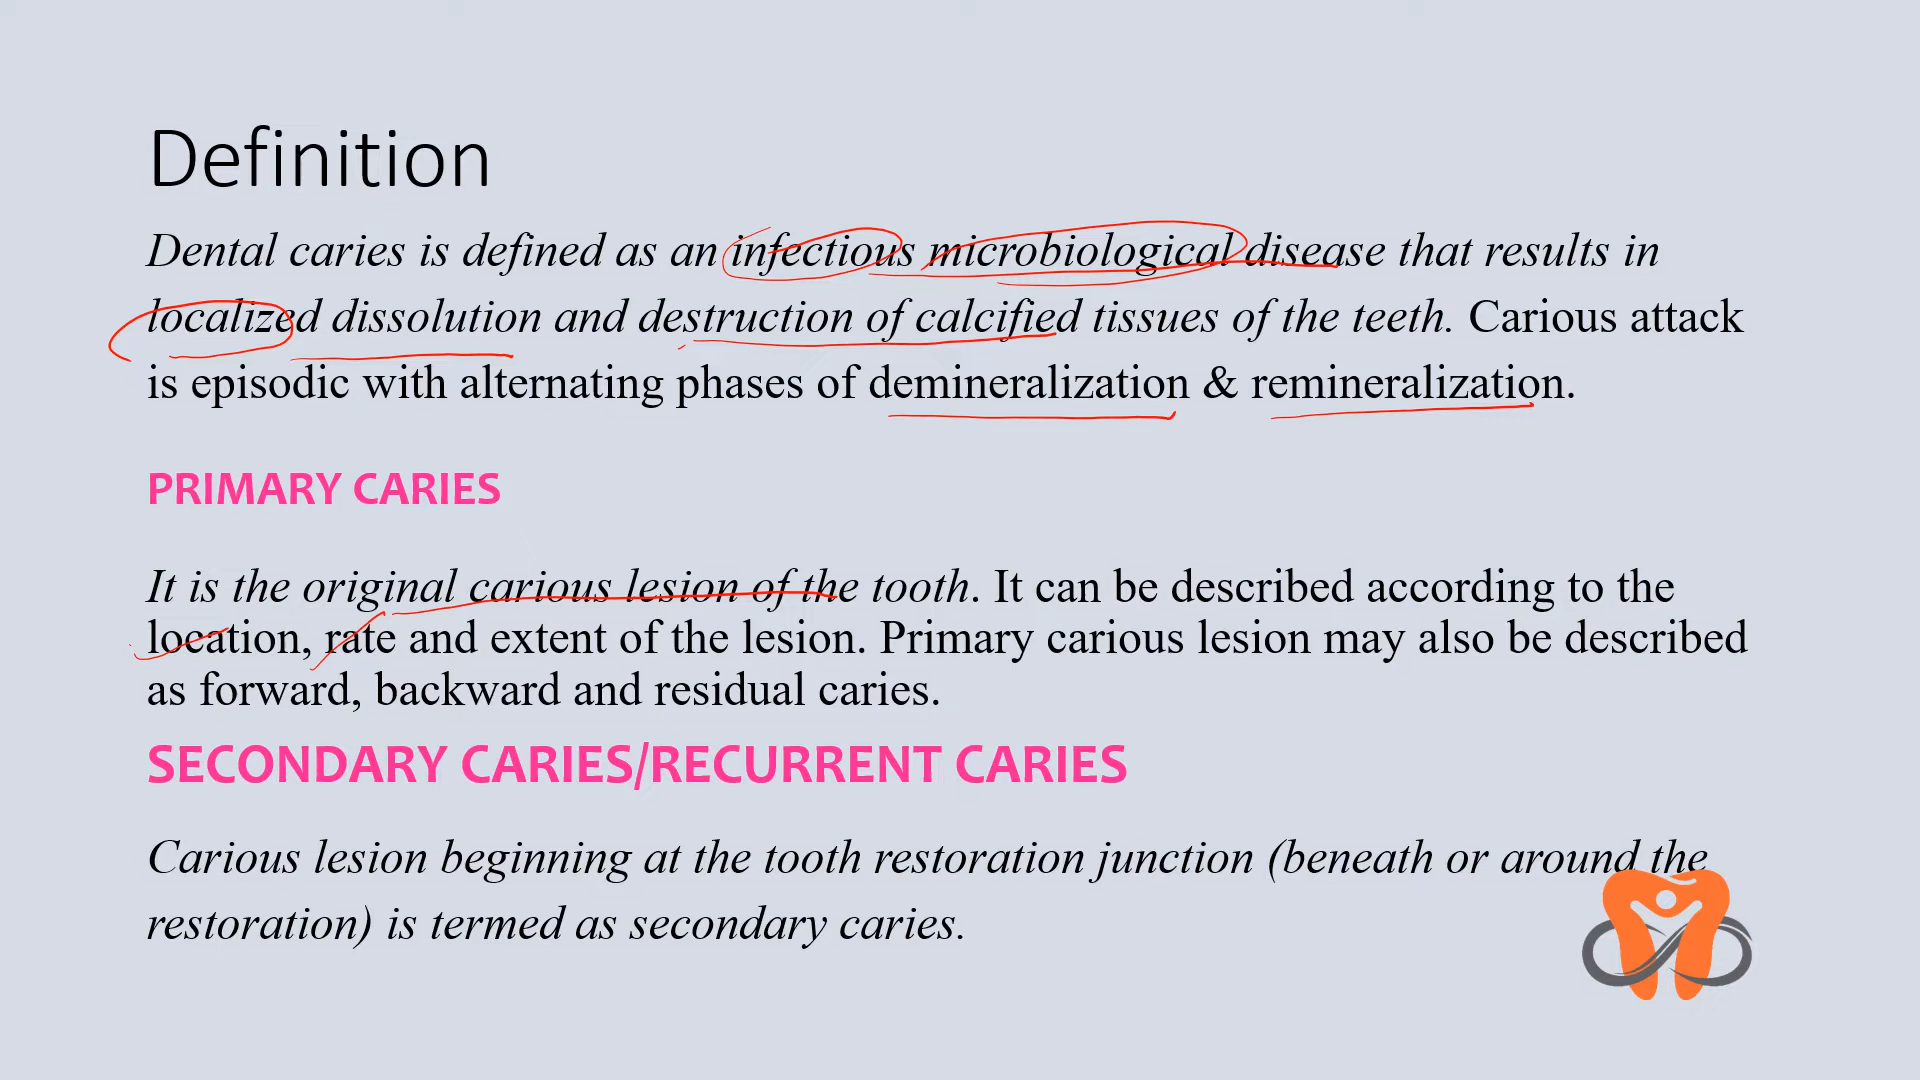 Definition
Dental caries is defined as an infectious microbiological disease that results in
localized dissolution and destruction of calcified tissues of the teeth. Carious attack
is episodic with alternating phases of demineralization & remineralization.
PRIMARY CARIES
It is the original carious lesion of the tooth. It can be described according to the
location, rate and extent of the lesion. Primary carious lesion may also be described
as forward, backward and residual caries.
SECONDARY CARIES/RECURRENT CARIES
Carious lesion beginning at the tooth restoration junction (beneath or around the
restoration) is termed as secondary caries.